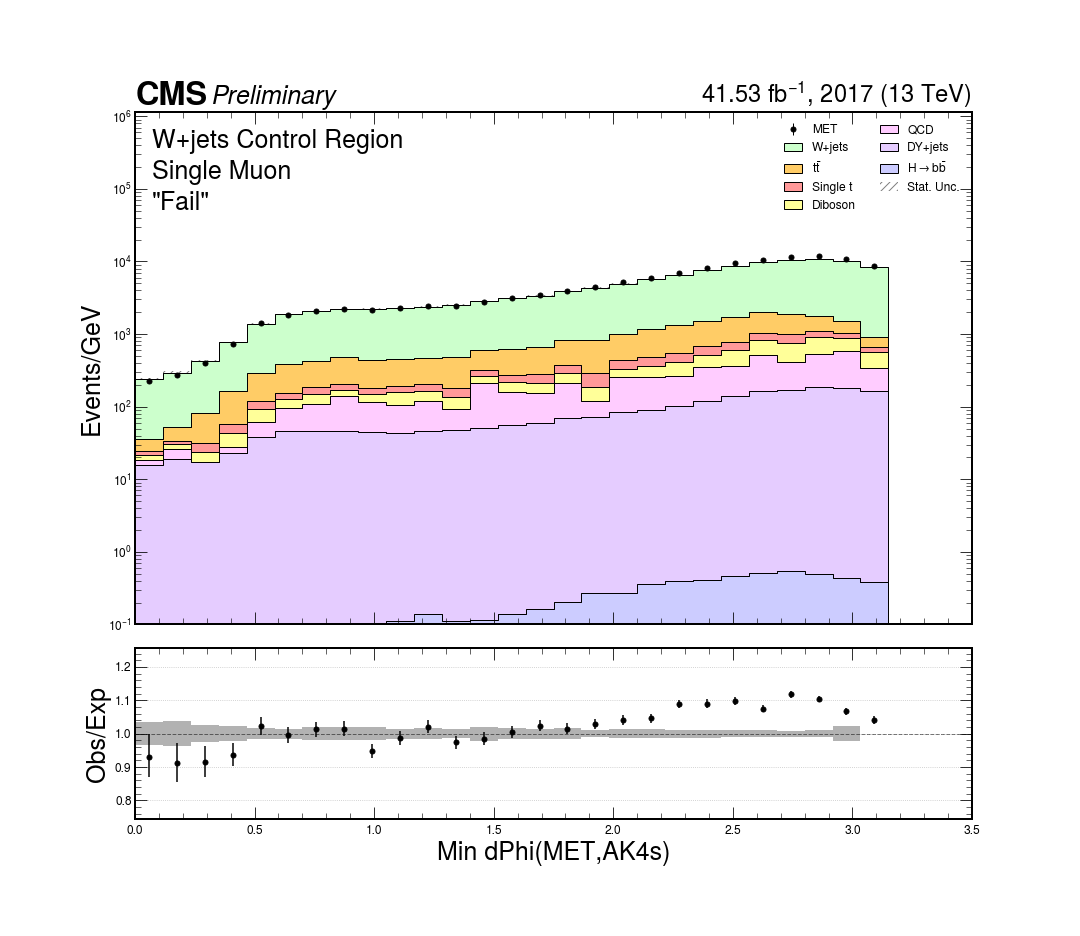 CMS Preliminary
41.53 fb⁻¹, 2017 (13 TeV)
W+jets Control Region
Single Muon
"Fail"
MET
W+jets
tt̄
Single t
Diboson
QCD
DY+jets
H→bb̄
Stat. Unc.
10⁶
10⁵
10⁴
10³
10²
10¹
10⁰
10⁻¹
Events/GeV
1.2
1.1
1.0
0.9
0.8
Obs/Exp
0.0 0.5 1.0 1.5 2.0 2.5 3.0 3.5
Min dPhi(MET,AK4s)